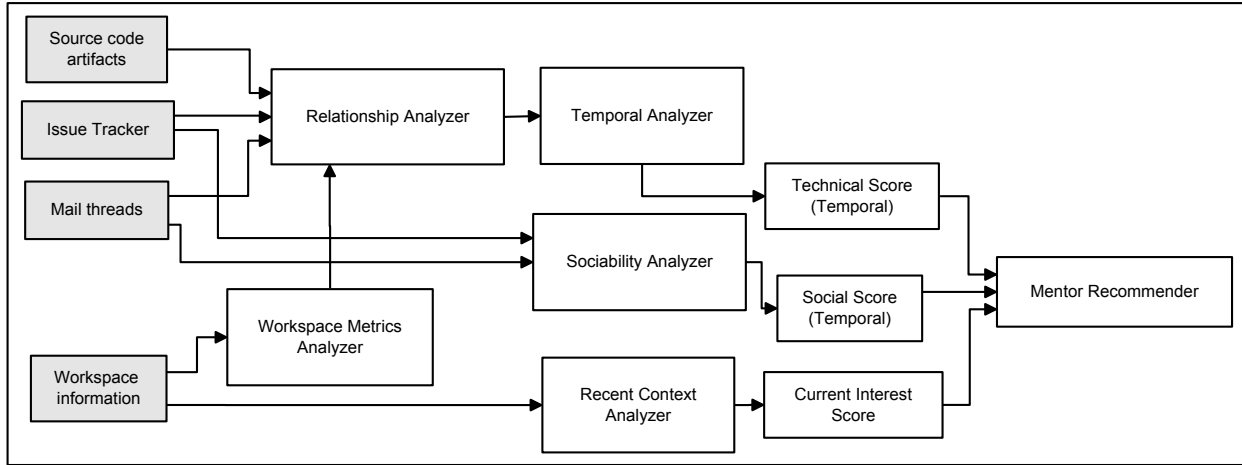 Source code
artifacts
Issue Tracker
Mail threads
Workspace
information
Relationship Analyzer
Temporal Analyzer
Technical Score
(Temporal)
Sociability Analyzer
Social Score
(Temporal)
Mentor Recommender
Workspace Metrics
Analyzer
Recent Context
Analyzer
Current Interest
Score